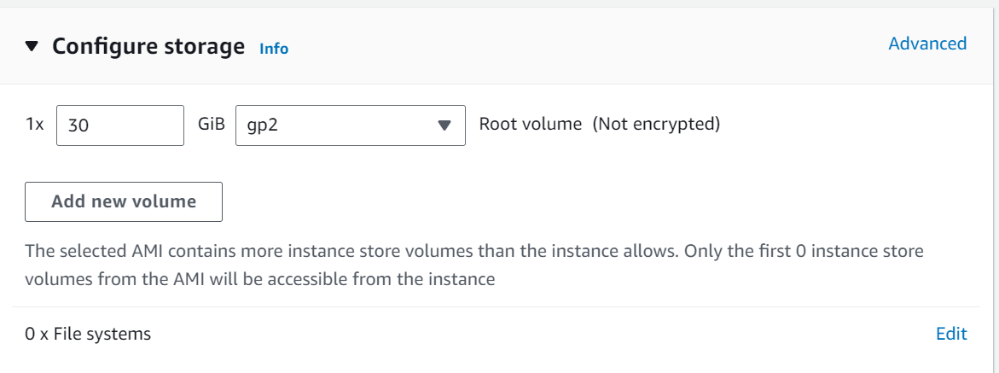 Configure storage Info Advanced
1x 30 GiB gp2 Root volume (Not encrypted)
Add new volume
The selected AMI contains more instance store volumes than the instance allows. Only the first 0 instance store
volumes from the AMI will be accessible from the instance
0 x File systems Edit